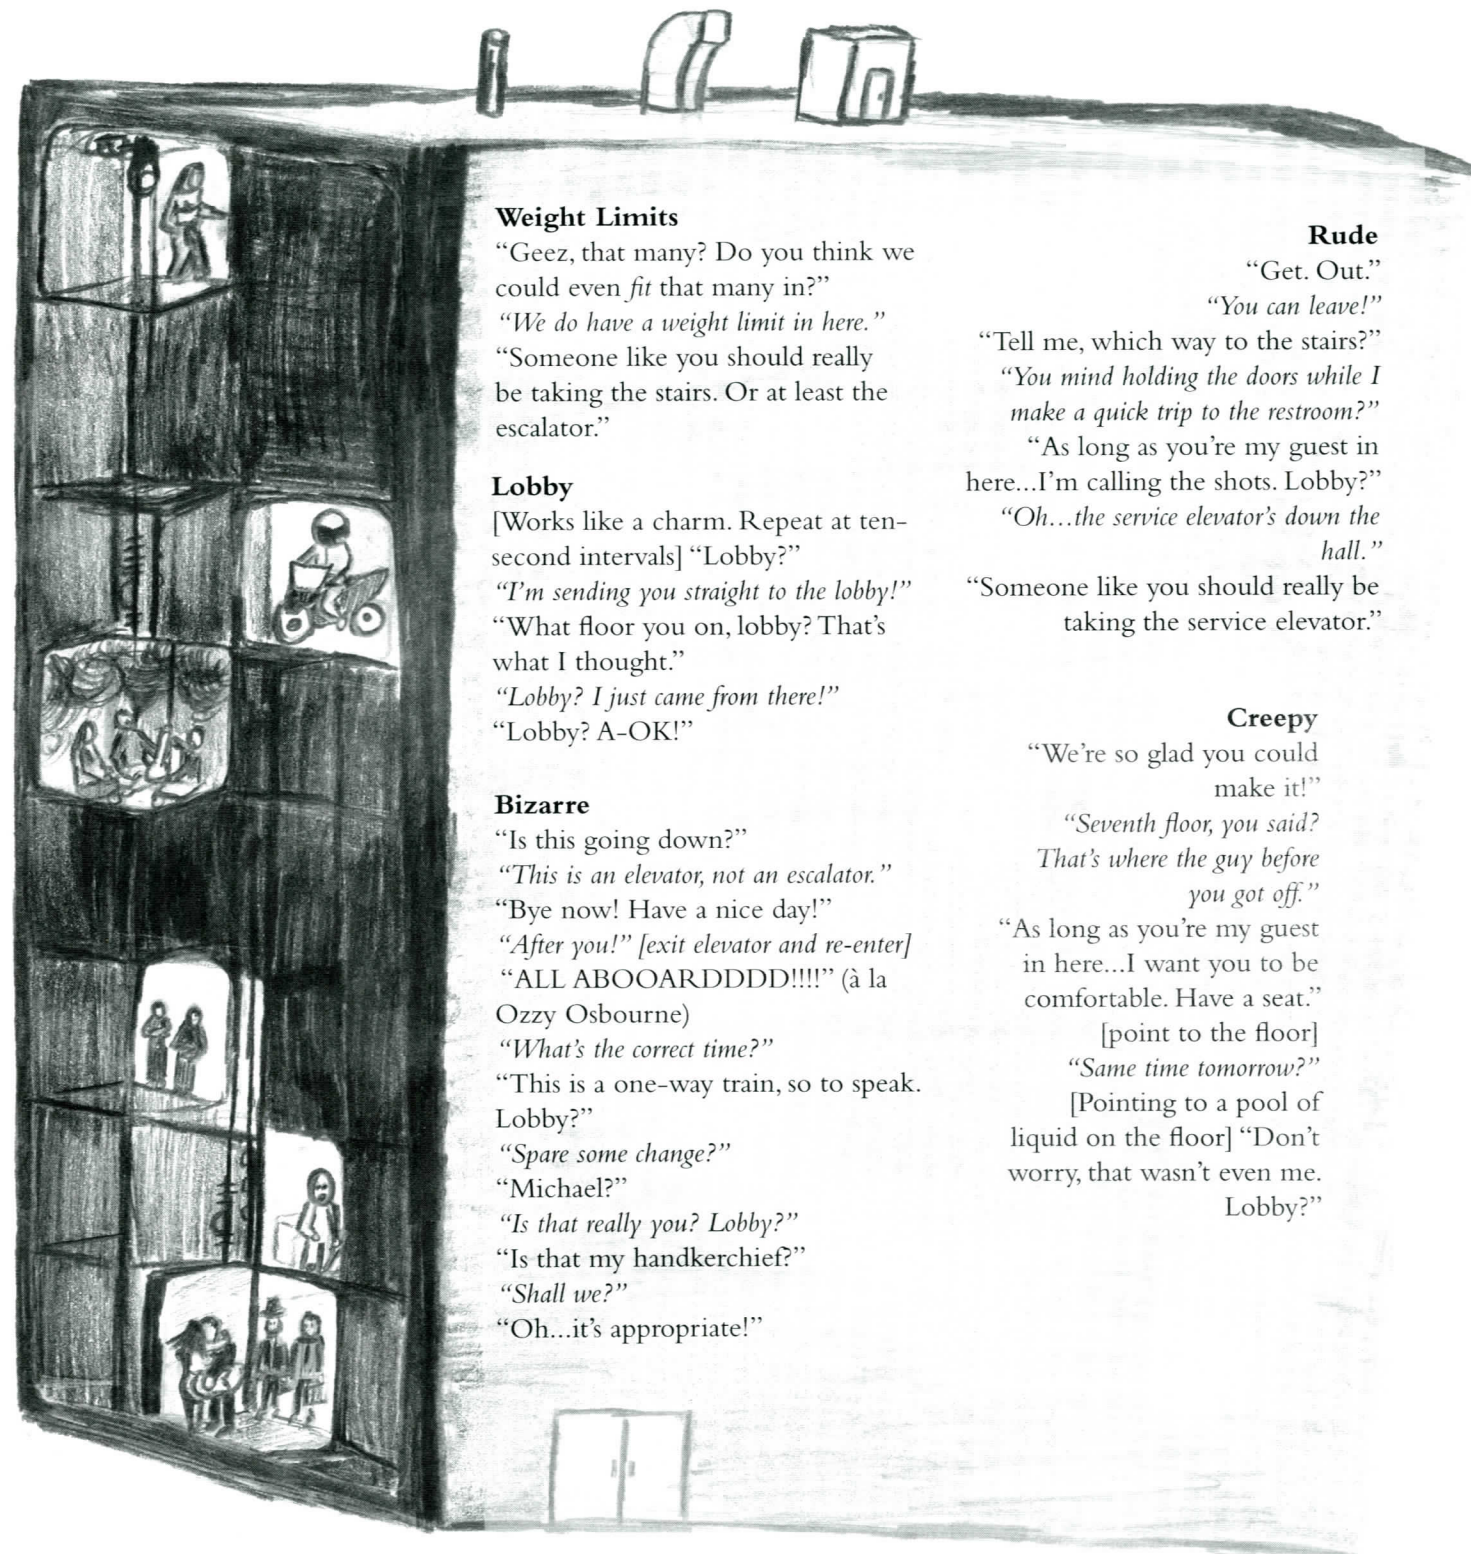 Weight Limits
“Geez, that many? Do you think we
could even fit that many in?”
“We do have a weight limit in here.”
“Someone like you should really
be taking the stairs. Or at least the
escalator.”
Lobby
[Works like a charm. Repeat at ten-
second intervals] “Lobby?”
“I’m sending you straight to the lobby!”
“What floor you on, lobby? That’s
what I thought.”
“Lobby? I just came from there!”
“Lobby? A-OK!”
Bizarre
“Is this going down?”
“This is an elevator, not an escalator.”
“Bye now! Have a nice day!”
“After you!” [exit elevator and re-enter]
“ALL ABOOARDDDD!!!!” (à la
Ozzy Osbourne)
“What’s the correct time?”
“This is a one-way train, so to speak.
Lobby?”
“Spare some change?”
“Michael?”
“Is that really you? Lobby?”
“Is that my handkerchief?”
“Shall we?”
“Oh...it’s appropriate!”
Rude
“Get. Out.”
“You can leave!”
“Tell me, which way to the stairs?”
“You mind holding the doors while I
make a quick trip to the restroom?”
“As long as you’re my guest in
here...I’m calling the shots. Lobby?”
“Oh...the service elevator’s down the
hall.”
“Someone like you should really be
taking the service elevator.”
Creepy
“We’re so glad you could
make it!”
“Seventh floor, you said?
That’s where the guy before
you got off.”
“As long as you’re my guest
in here...I want you to be
comfortable. Have a seat.”
[point to the floor]
“Same time tomorrow?”
[Pointing to a pool of
liquid on the floor] “Don’t
worry, that wasn’t even me.
Lobby?”